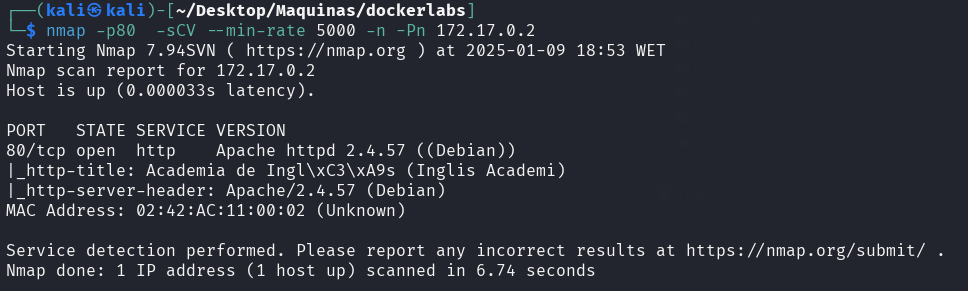 ┌──(kali㉿kali)-[~/Desktop/Maquinas/dockerlabs]
└─$ nmap -p80  -sCV --min-rate 5000 -n -Pn 172.17.0.2
Starting Nmap 7.94SVN ( https://nmap.org ) at 2025-01-09 18:53 WET
Nmap scan report for 172.17.0.2
Host is up (0.000033s latency).

PORT   STATE SERVICE VERSION
80/tcp open  http    Apache httpd 2.4.57 ((Debian))
|_http-title: Academia de Ingl\xC3\xA9s (Inglis Academi)
|_http-server-header: Apache/2.4.57 (Debian)
MAC Address: 02:42:AC:11:00:02 (Unknown)

Service detection performed. Please report any incorrect results at https://nmap.org/submit/ .
Nmap done: 1 IP address (1 host up) scanned in 6.74 seconds